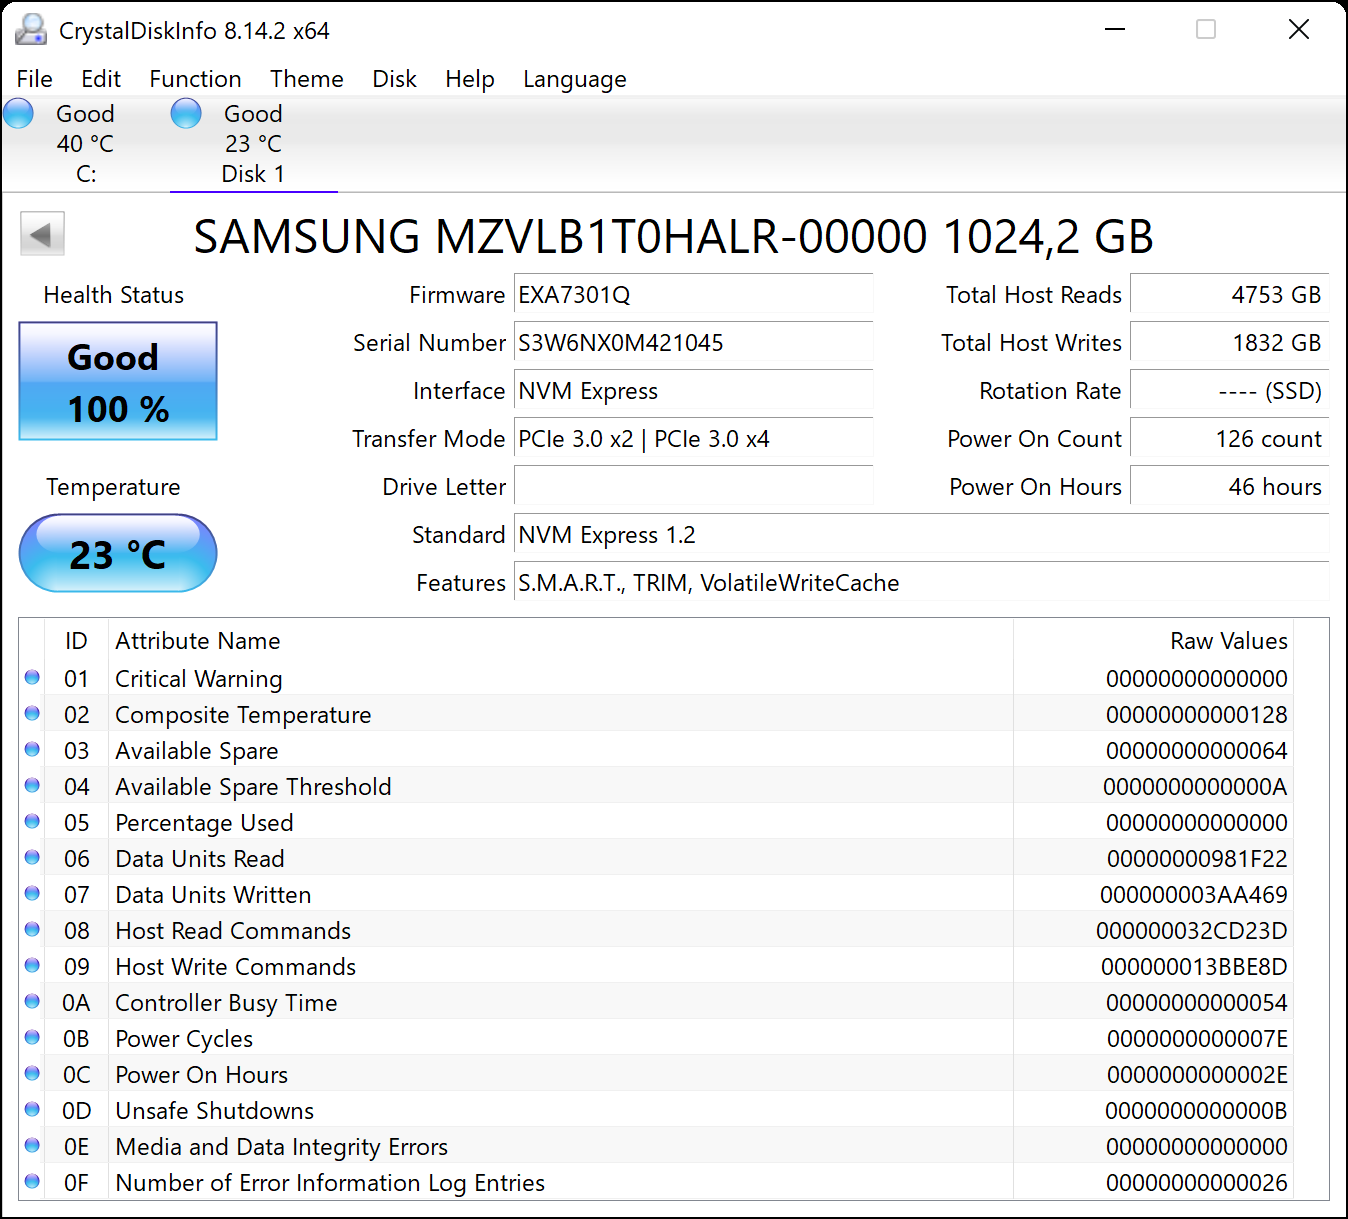 CrystalDiskInfo 8.14.2 x64
File Edit Function Theme Disk Help Language
Good Good
40 °C 23 °C
C: Disk 1
SAMSUNG MZVLB1T0HALR-00000 1024,2 GB
Health Status
Good
100 %
Temperature
23 °C
Firmware EXA7301Q
Serial Number S3W6NX0M421045
Interface NVM Express
Transfer Mode PCIe 3.0 x2 | PCIe 3.0 x4
Drive Letter
Total Host Reads 4753 GB
Total Host Writes 1832 GB
Rotation Rate ---- (SSD)
Power On Count 126 count
Power On Hours 46 hours
Standard NVM Express 1.2
Features S.M.A.R.T., TRIM, VolatileWriteCache
ID Attribute Name Raw Values
01 Critical Warning 00000000000000
02 Composite Temperature 00000000000128
03 Available Spare 00000000000064
04 Available Spare Threshold 0000000000000A
05 Percentage Used 00000000000000
06 Data Units Read 00000000981F22
07 Data Units Written 000000003AA469
08 Host Read Commands 000000032CD23D
09 Host Write Commands 000000013BBE8D
0A Controller Busy Time 00000000000054
0B Power Cycles 0000000000007E
0C Power On Hours 0000000000002E
0D Unsafe Shutdowns 0000000000000B
0E Media and Data Integrity Errors 00000000000000
0F Number of Error Information Log Entries 00000000000026